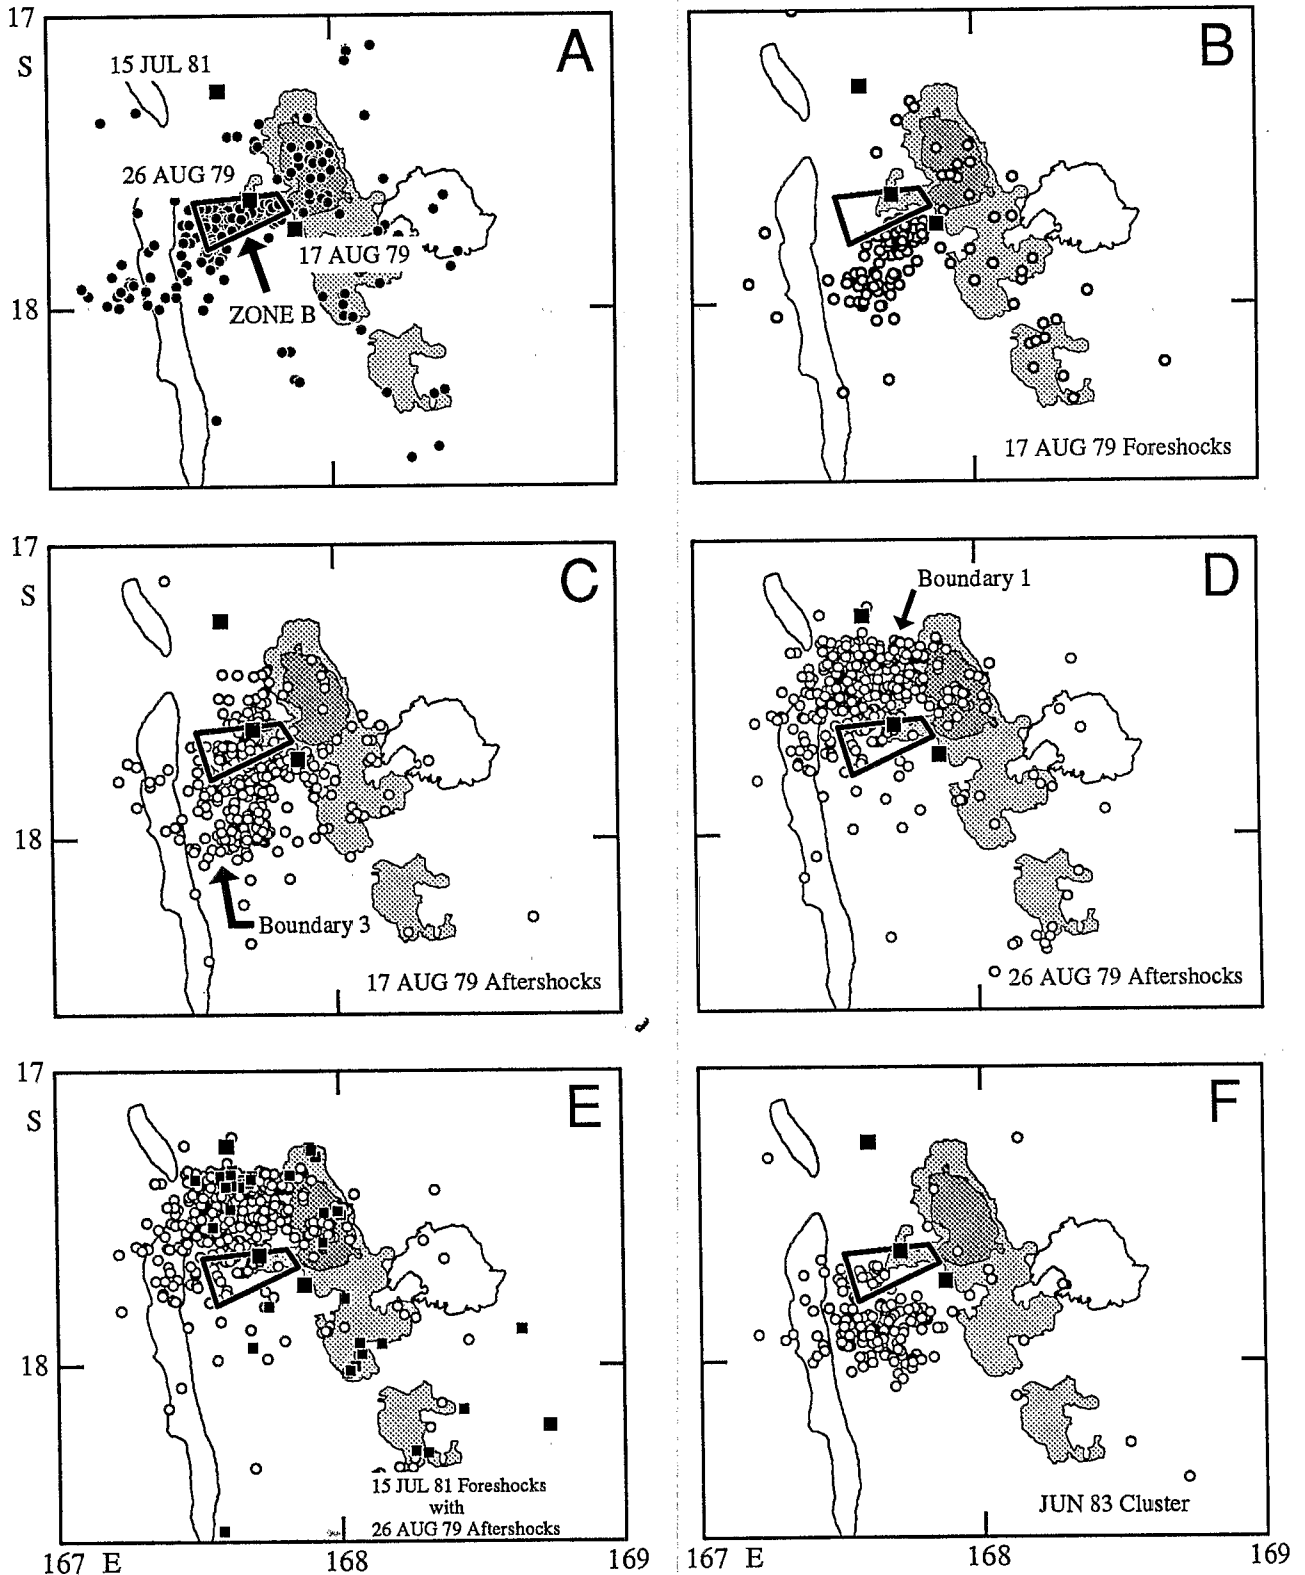 17
S
15 JUL 81
A
26 AUG 79
17 AUG 79
ZONE B
18
B
17 AUG 79 Foreshocks
17
S
C
18
Boundary 3
17 AUG 79 Aftershocks
D
Boundary 1
26 AUG 79 Aftershocks
17
S
E
18
15 JUL 81 Foreshocks
with
26 AUG 79 Aftershocks
167 E
168
169
F
JUN 83 Cluster
167 E
168
169